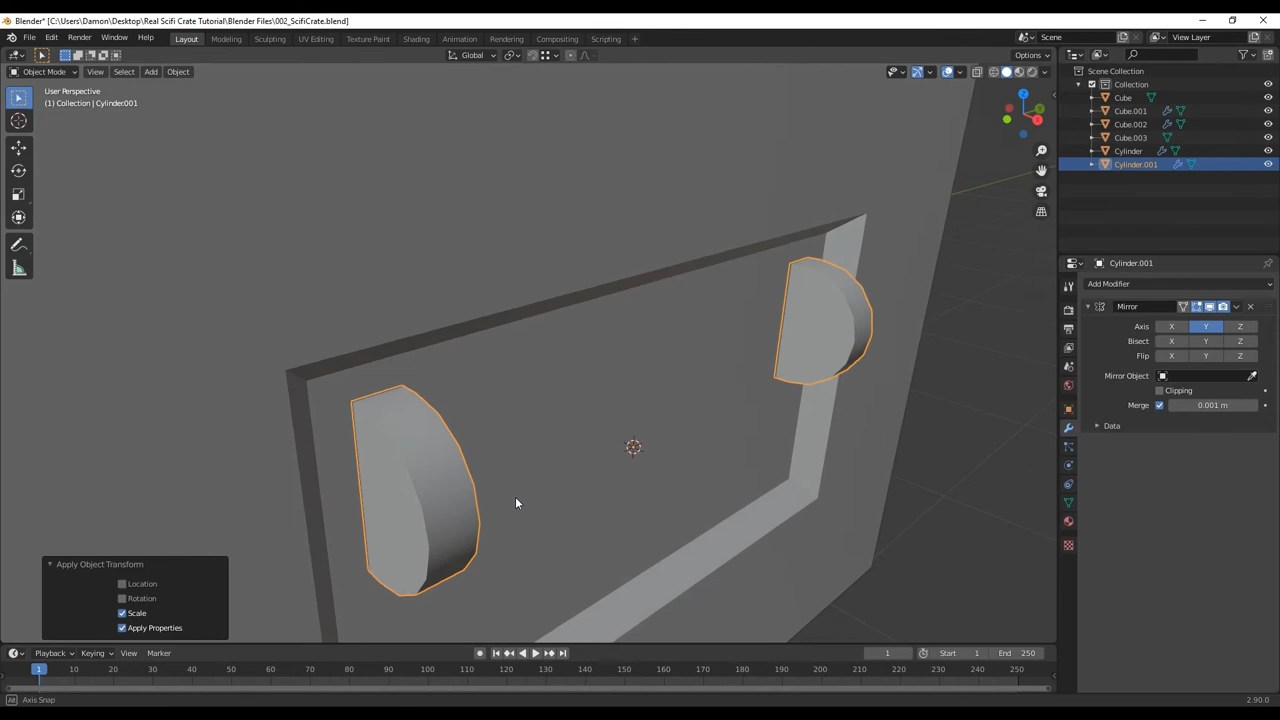 Blender* [C:\Users\Damon\Desktop\Real Scifi Crate Tutorial\Blender Files\002_ScifiCrate.blend]
File Edit Render Window Help Layout Modeling Sculpting UV Editing Texture Paint Shading Animation Rendering Compositing Scripting Scene View Layer
Global Options
Object Mode View Select Add Object
User Perspective
(1) Collection | Cylinder.001
Z
Y
X
Scene Collection
Collection
Cube
Cube.001
Cube.002
Cube.003
Cylinder
Cylinder.001
Cylinder.001
Add Modifier
Mirror
Axis X Y Z
Bisect X Y Z
Flip X Y Z
Mirror Object
Clipping
Merge 0.001 m
Data
Apply Object Transform
Location
Rotation
Scale
Apply Properties
Playback Keying View Marker 1 Start 1 End 250
1 10 20 30 40 50 60 70 80 90 100 110 120 130 140 150 160 170 180 190 200 210 220 230 240 250
Alt Axis Snap 2.90.0